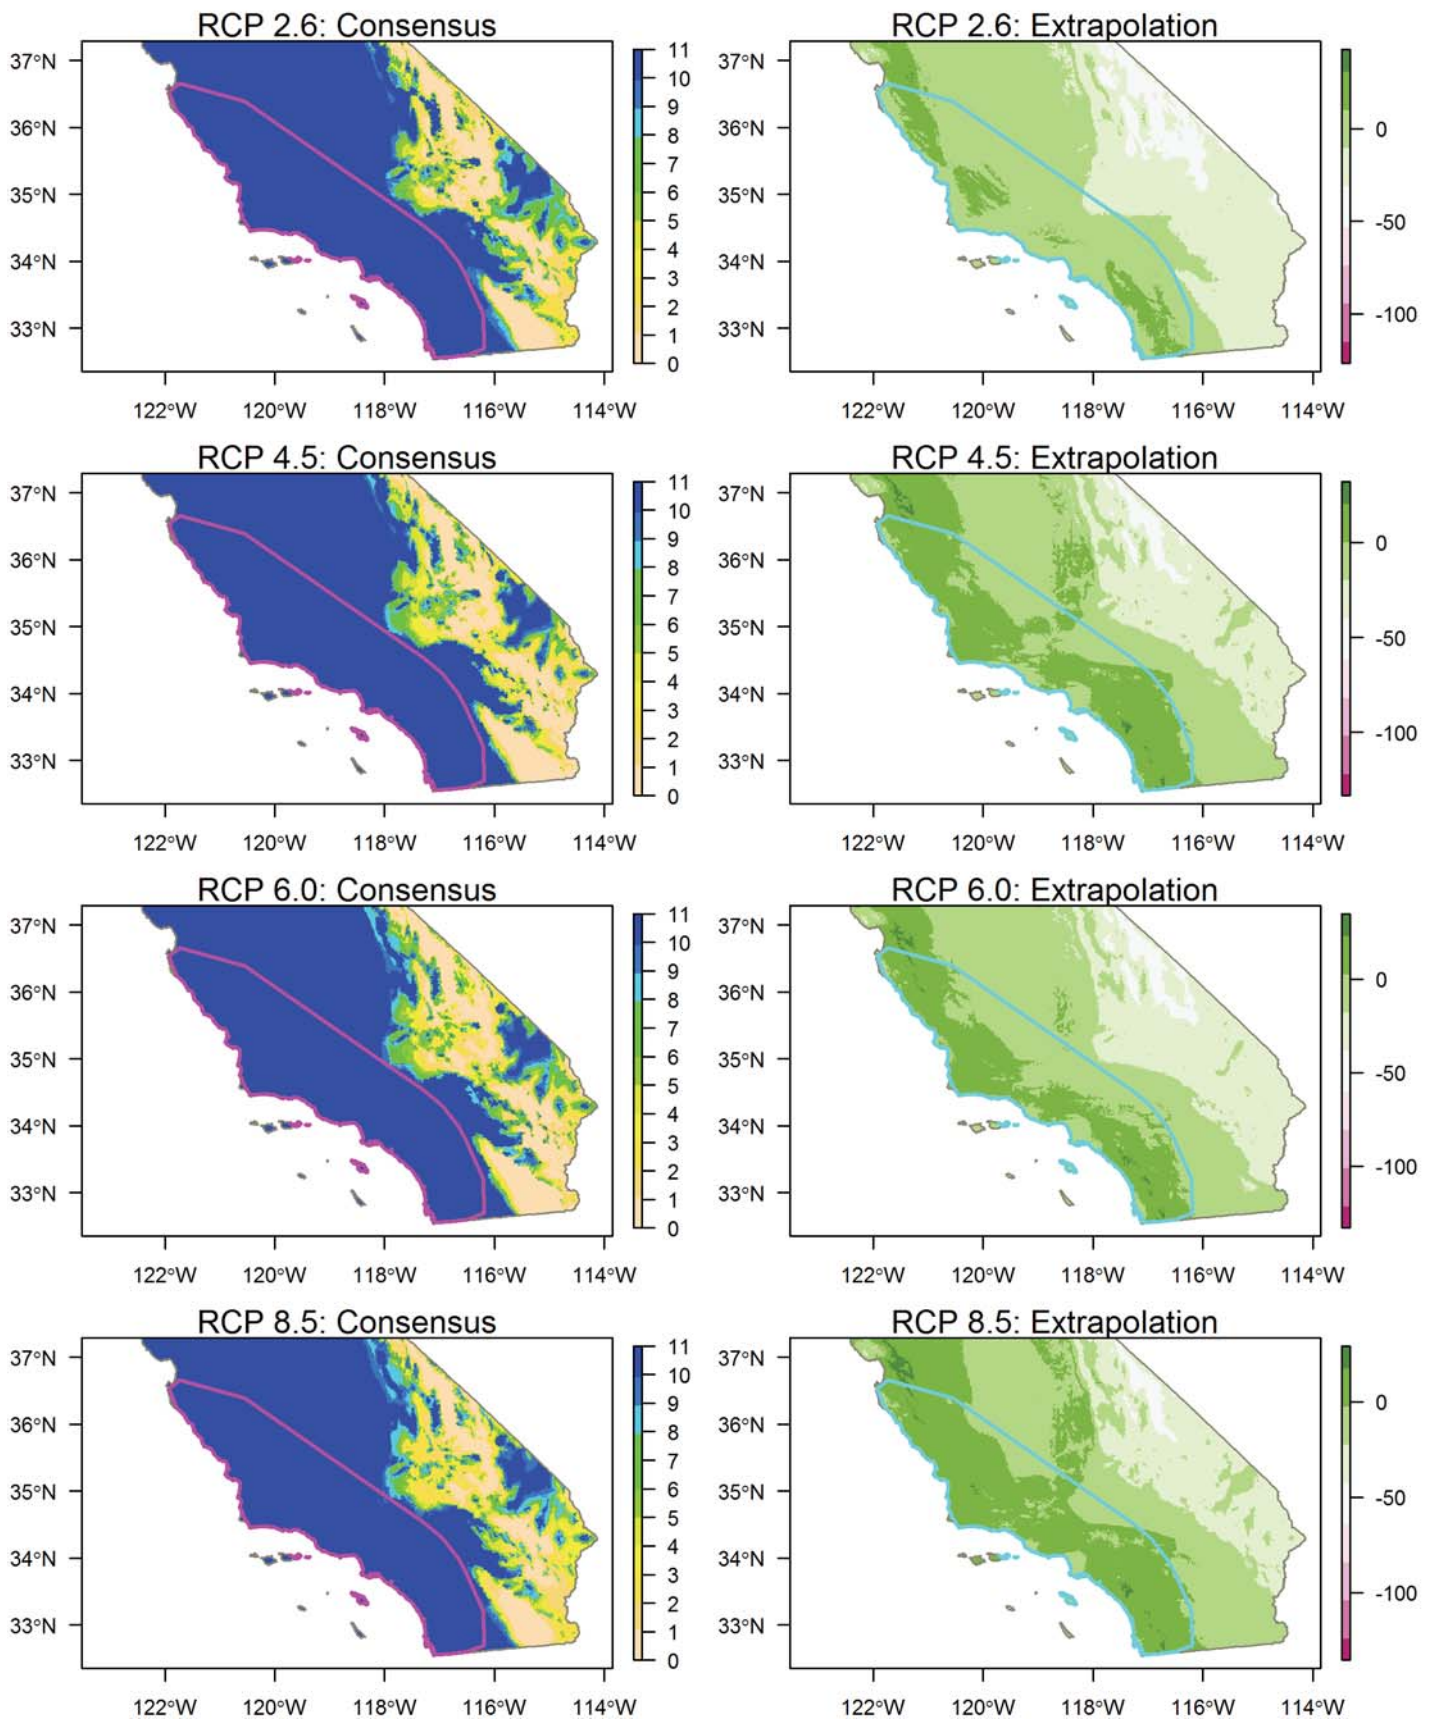 RCP 2.6: Consensus
37°N
36°N
35°N
34°N
33°N
122°W 120°W 118°W 116°W 114°W
11
10
9
8
7
6
5
4
3
2
1
0
RCP 2.6: Extrapolation
37°N
36°N
35°N
34°N
33°N
122°W 120°W 118°W 116°W 114°W
0
-50
-100
RCP 4.5: Consensus
37°N
36°N
35°N
34°N
33°N
122°W 120°W 118°W 116°W 114°W
11
10
9
8
7
6
5
4
3
2
1
0
RCP 4.5: Extrapolation
37°N
36°N
35°N
34°N
33°N
122°W 120°W 118°W 116°W 114°W
0
-50
-100
RCP 6.0: Consensus
37°N
36°N
35°N
34°N
33°N
122°W 120°W 118°W 116°W 114°W
11
10
9
8
7
6
5
4
3
2
1
0
RCP 6.0: Extrapolation
37°N
36°N
35°N
34°N
33°N
122°W 120°W 118°W 116°W 114°W
0
-50
-100
RCP 8.5: Consensus
37°N
36°N
35°N
34°N
33°N
122°W 120°W 118°W 116°W 114°W
11
10
9
8
7
6
5
4
3
2
1
0
RCP 8.5: Extrapolation
37°N
36°N
35°N
34°N
33°N
122°W 120°W 118°W 116°W 114°W
0
-50
-100